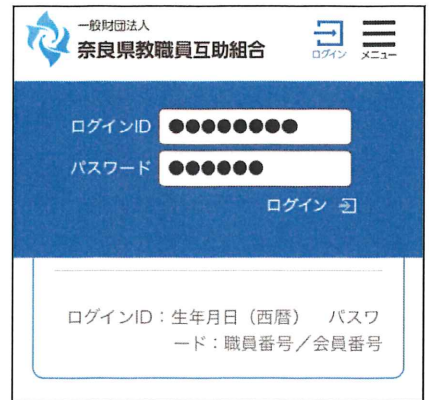 一般財団法人
奈良県教職員互助組合
ログイン
メニュー
ログインID ●●●●●●●●
パスワード ●●●●●●
ログイン
ログインID：生年月日（西暦）　パスワ
ード：職員番号／会員番号